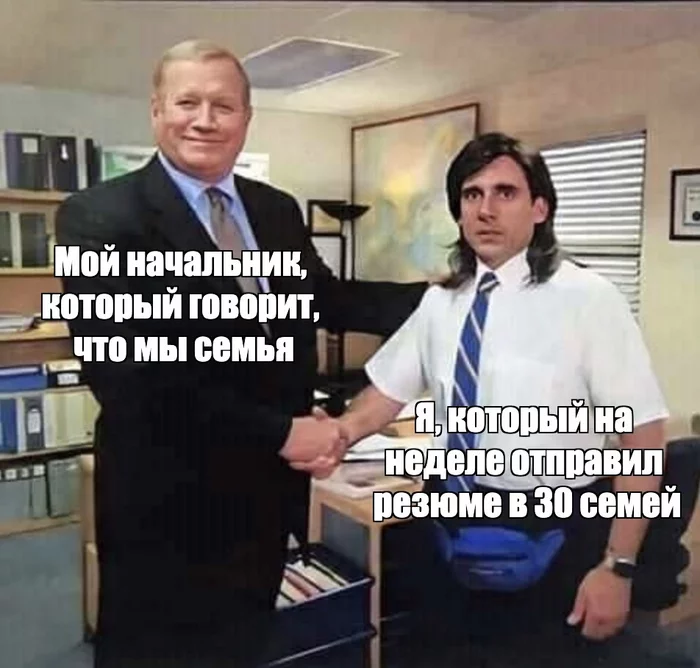 Мой начальник,
который говорит,
что мы семья
Я, который на
неделе отправил
резюме в 30 семей